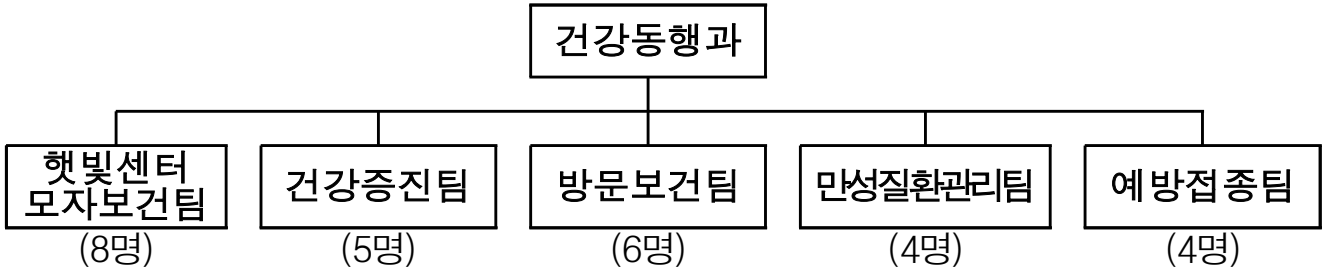 건강동행과
햇빛센터
모자보건팀
건강증진팀
방문보건팀
만성질환관리팀
예방접종팀
(8명)
(5명)
(6명)
(4명)
(4명)